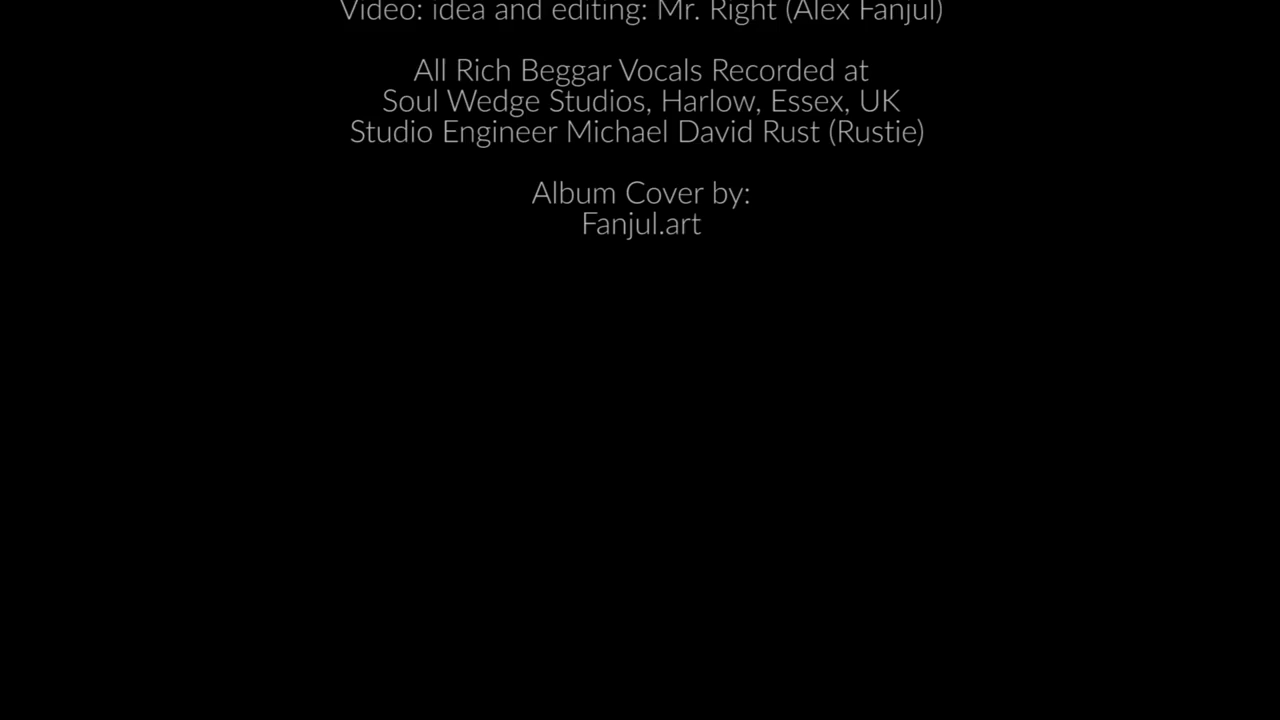 Video: idea and editing: Mr. Right (Alex Fanjul)
All Rich Beggar Vocals Recorded at
Soul Wedge Studios, Harlow, Essex, UK
Studio Engineer Michael David Rust (Rustie)
Album Cover by:
Fanjul.art